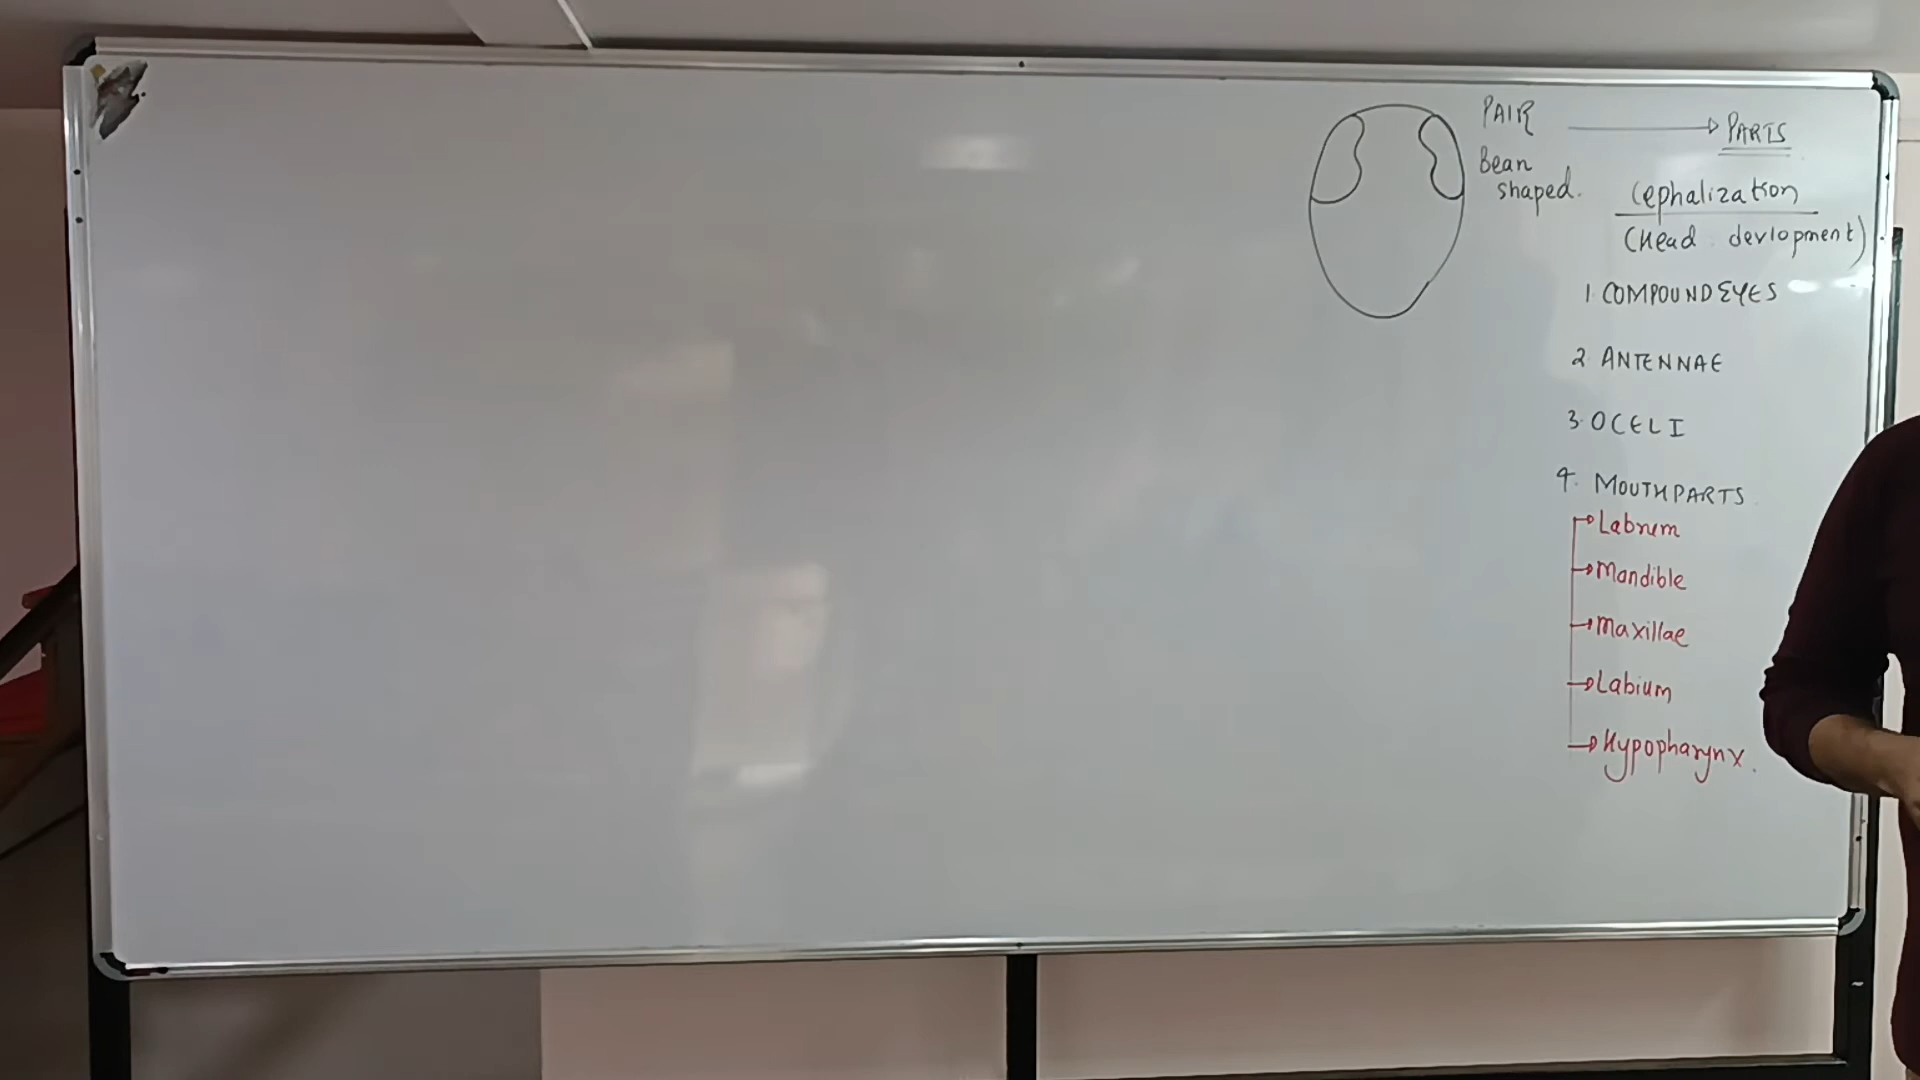 PAIR
PARTS
Bean
shaped.
Cephalization
(Head devlopment)
1. COMPOUND EYES
2. ANTENNAE
3. OCELI
4. MOUTHPARTS
Labrum
Mandible
Maxillae
Labium
Hypopharynx.